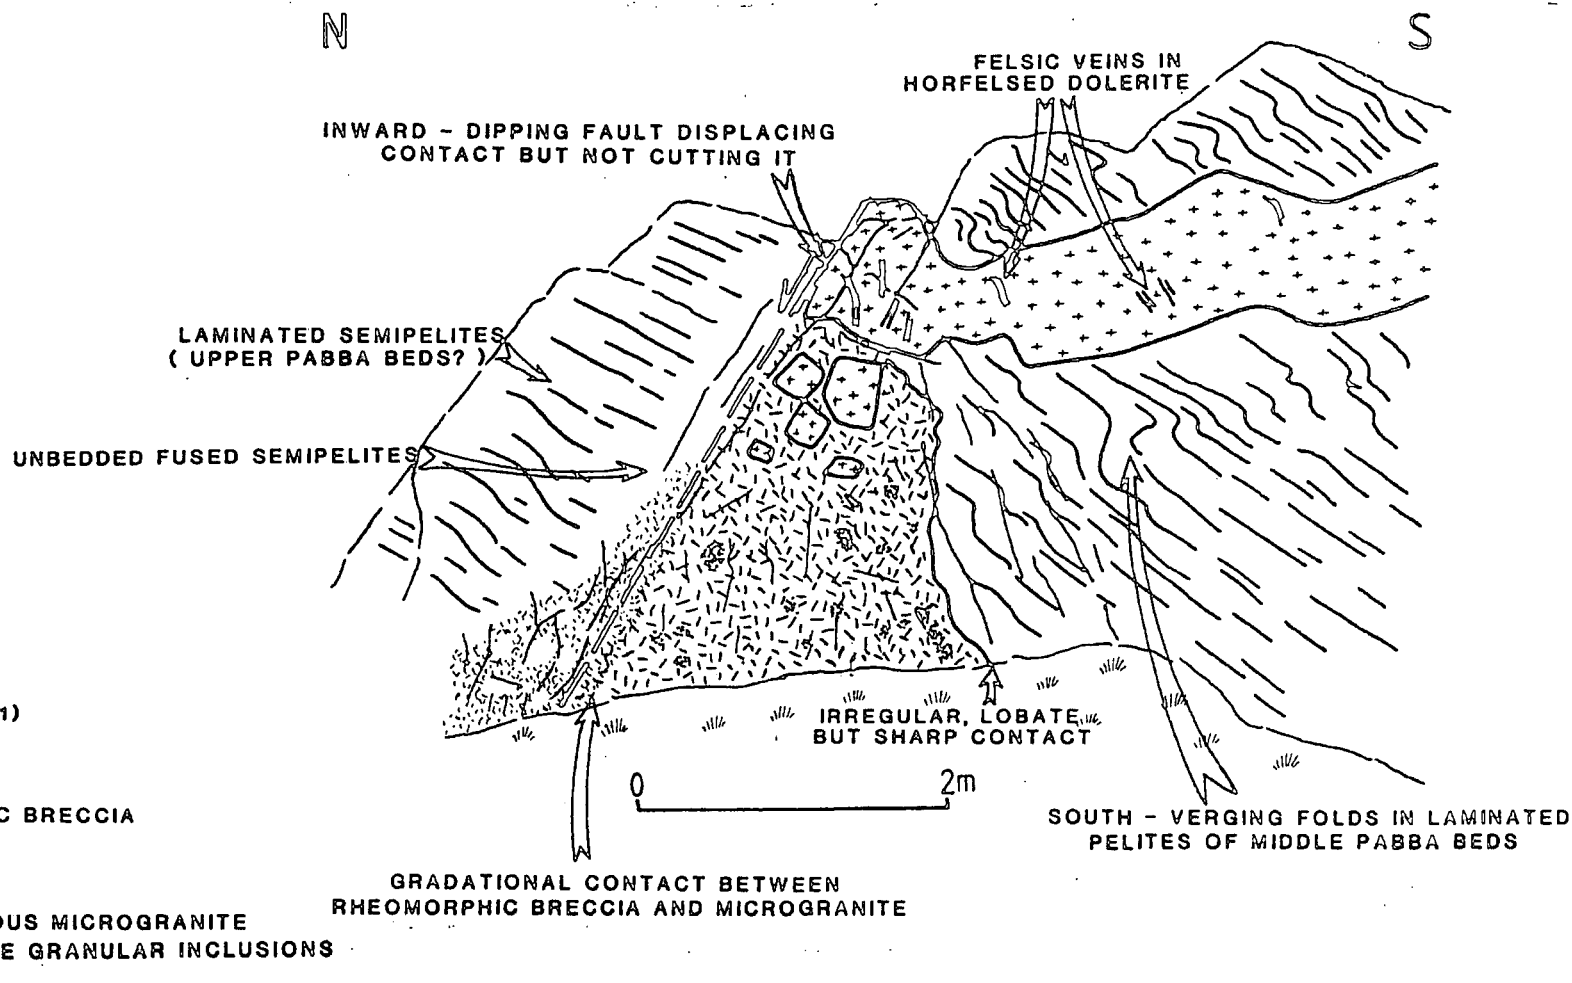 N
S
FELSIC VEINS IN
HORFELSED DOLERITE
INWARD - DIPPING FAULT DISPLACING
CONTACT BUT NOT CUTTING IT
LAMINATED SEMIPELITES
( UPPER PABBA BEDS? )
UNBEDDED FUSED SEMIPELITES
1)
IRREGULAR, LOBATE
BUT SHARP CONTACT
0 2m
C BRECCIA
SOUTH - VERGING FOLDS IN LAMINATED
PELITES OF MIDDLE PABBA BEDS
GRADATIONAL CONTACT BETWEEN
RHEOMORPHIC BRECCIA AND MICROGRANITE
OUS MICROGRANITE
E GRANULAR INCLUSIONS